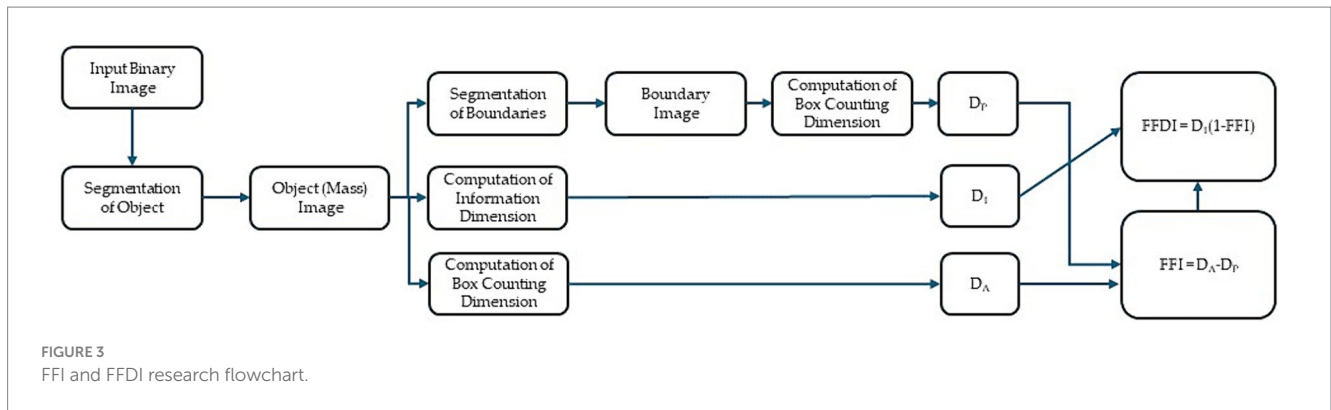 Input Binary
Image
Segmentation
of Object
Object (Mass)
Image
Segmentation
of Boundaries
Boundary
Image
Computation of
Box Counting
Dimension
D_P
Computation of
Information
Dimension
D_I
Computation of
Box Counting
Dimension
D_A
FFDI = D_I(1-FFI)
FFI = D_A-D_P
FIGURE 3
FFI and FFDI research flowchart.